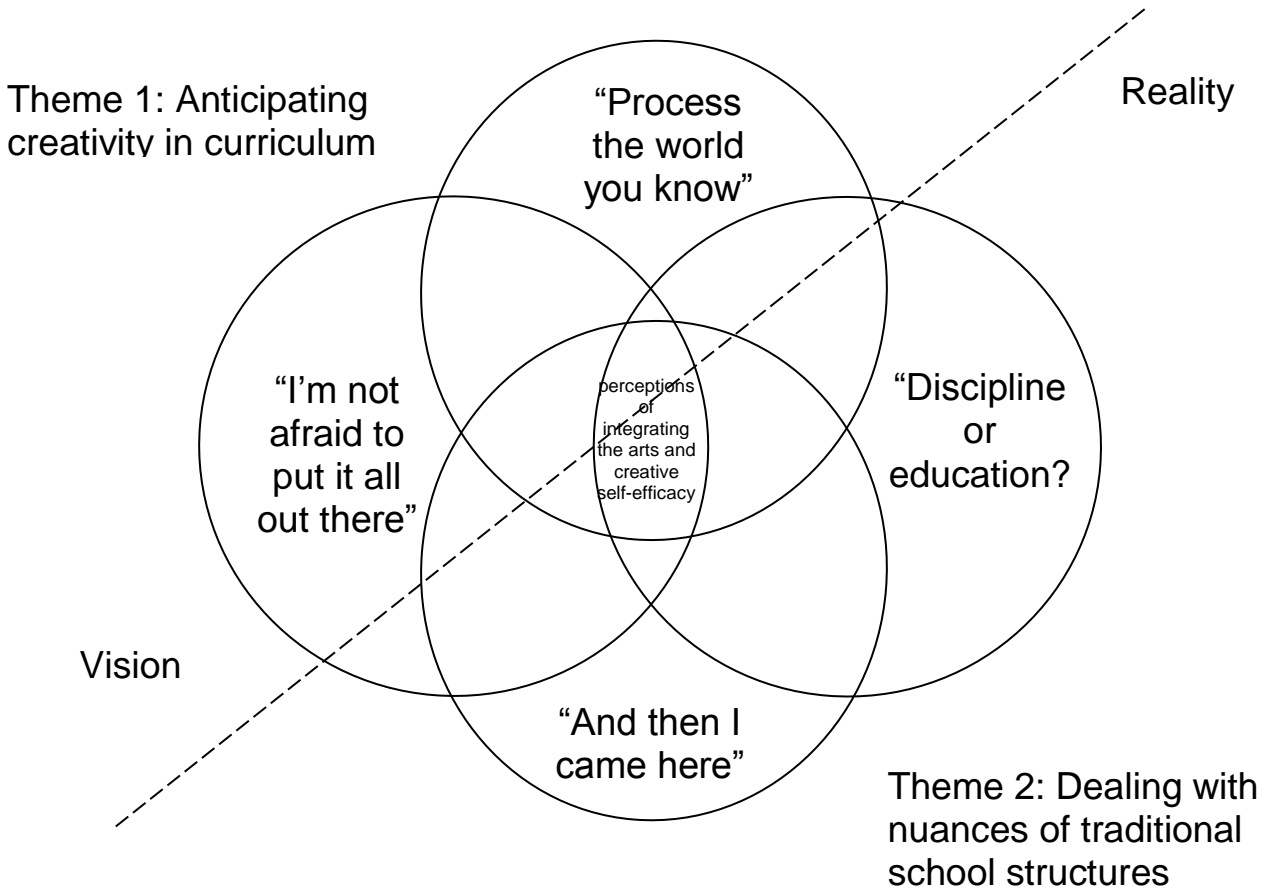 Theme 1: Anticipating
creativity in curriculum
“Process
the world
you know”
Reality
“I’m not
afraid to
put it all
out there”
perceptions
of
integrating
the arts and
creative
self-efficacy
“Discipline
or
education?
Vision
“And then I
came here”
Theme 2: Dealing with
nuances of traditional
school structures